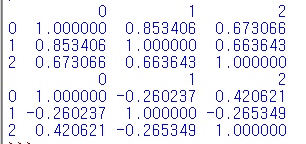 0 1 2
0 1.000000 0.853406 0.673066
1 0.853406 1.000000 0.663643
2 0.673066 0.663643 1.000000
0 1 2
0 1.000000 -0.260237 0.420621
1 -0.260237 1.000000 -0.265349
2 0.420621 -0.265349 1.000000
>>>